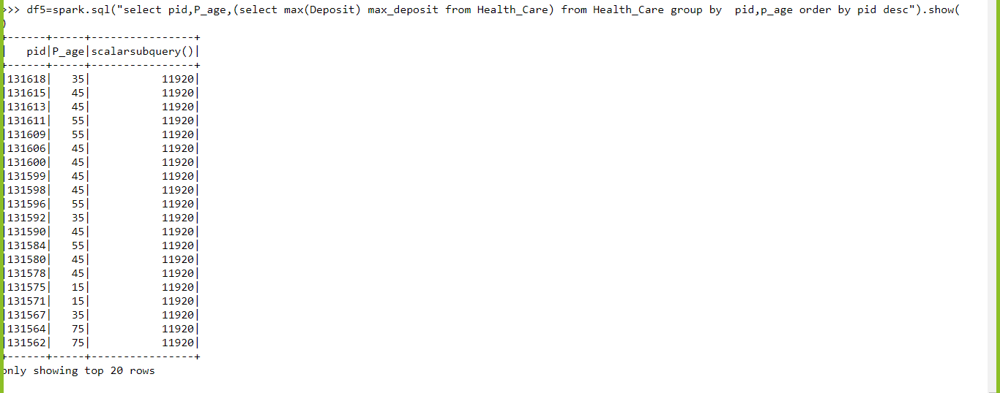 >>> df5=spark.sql("select pid,P_age,(select max(Deposit) max_deposit from Health_Care) from Health_Care group by  pid,p_age order by pid desc").show(
)
+------+-----+----------------+
|   pid|P_age|scalarsubquery()|
+------+-----+----------------+
|131618|   35|           11920|
|131615|   45|           11920|
|131613|   45|           11920|
|131611|   55|           11920|
|131609|   55|           11920|
|131606|   45|           11920|
|131600|   45|           11920|
|131599|   45|           11920|
|131598|   45|           11920|
|131596|   55|           11920|
|131592|   35|           11920|
|131590|   45|           11920|
|131584|   55|           11920|
|131580|   45|           11920|
|131578|   45|           11920|
|131575|   15|           11920|
|131571|   15|           11920|
|131567|   35|           11920|
|131564|   75|           11920|
|131562|   75|           11920|
+------+-----+----------------+
only showing top 20 rows